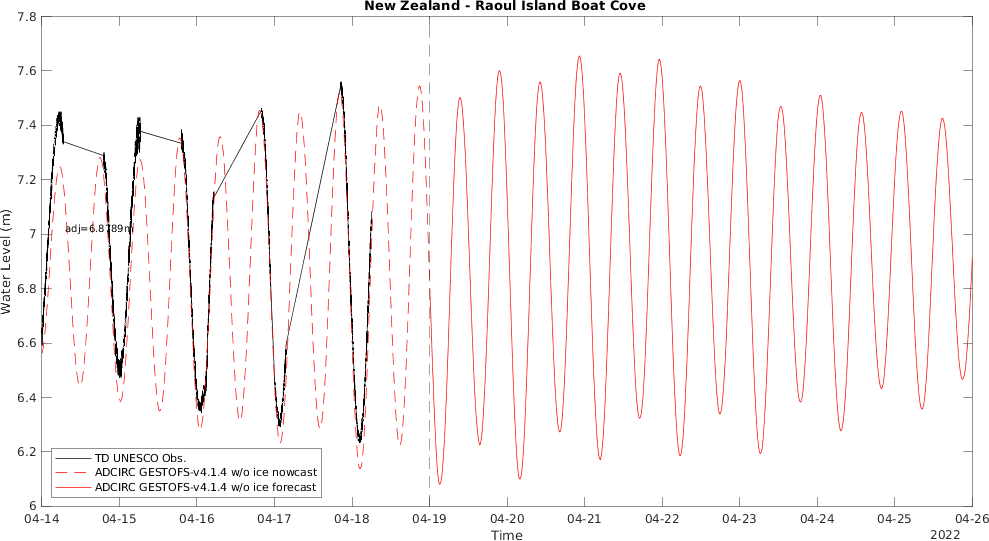 New Zealand - Raoul Island Boat Cove
7.8
7.6
7.4
7.2
7
6.8
6.6
6.4
6.2
6
Water Level (m)
adj=6.8789m
TD UNESCO Obs.
ADCIRC GESTOFS-v4.1.4 w/o ice nowcast
ADCIRC GESTOFS-v4.1.4 w/o ice forecast
04-14 04-15 04-16 04-17 04-18 04-19 04-20 04-21 04-22 04-23 04-24 04-25 04-26
Time
2022